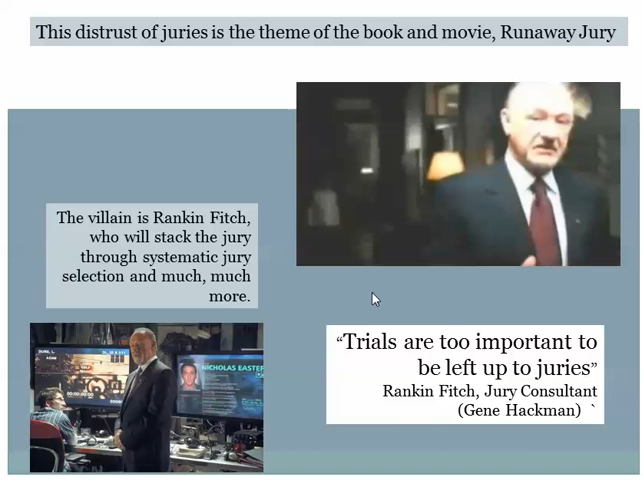 This distrust of juries is the theme of the book and movie, Runaway Jury
The villain is Rankin Fitch,
who will stack the jury
through systematic jury
selection and much, much
more.
NICHOLAS EASTER
“Trials are too important to
be left up to juries”
Rankin Fitch, Jury Consultant
(Gene Hackman) `